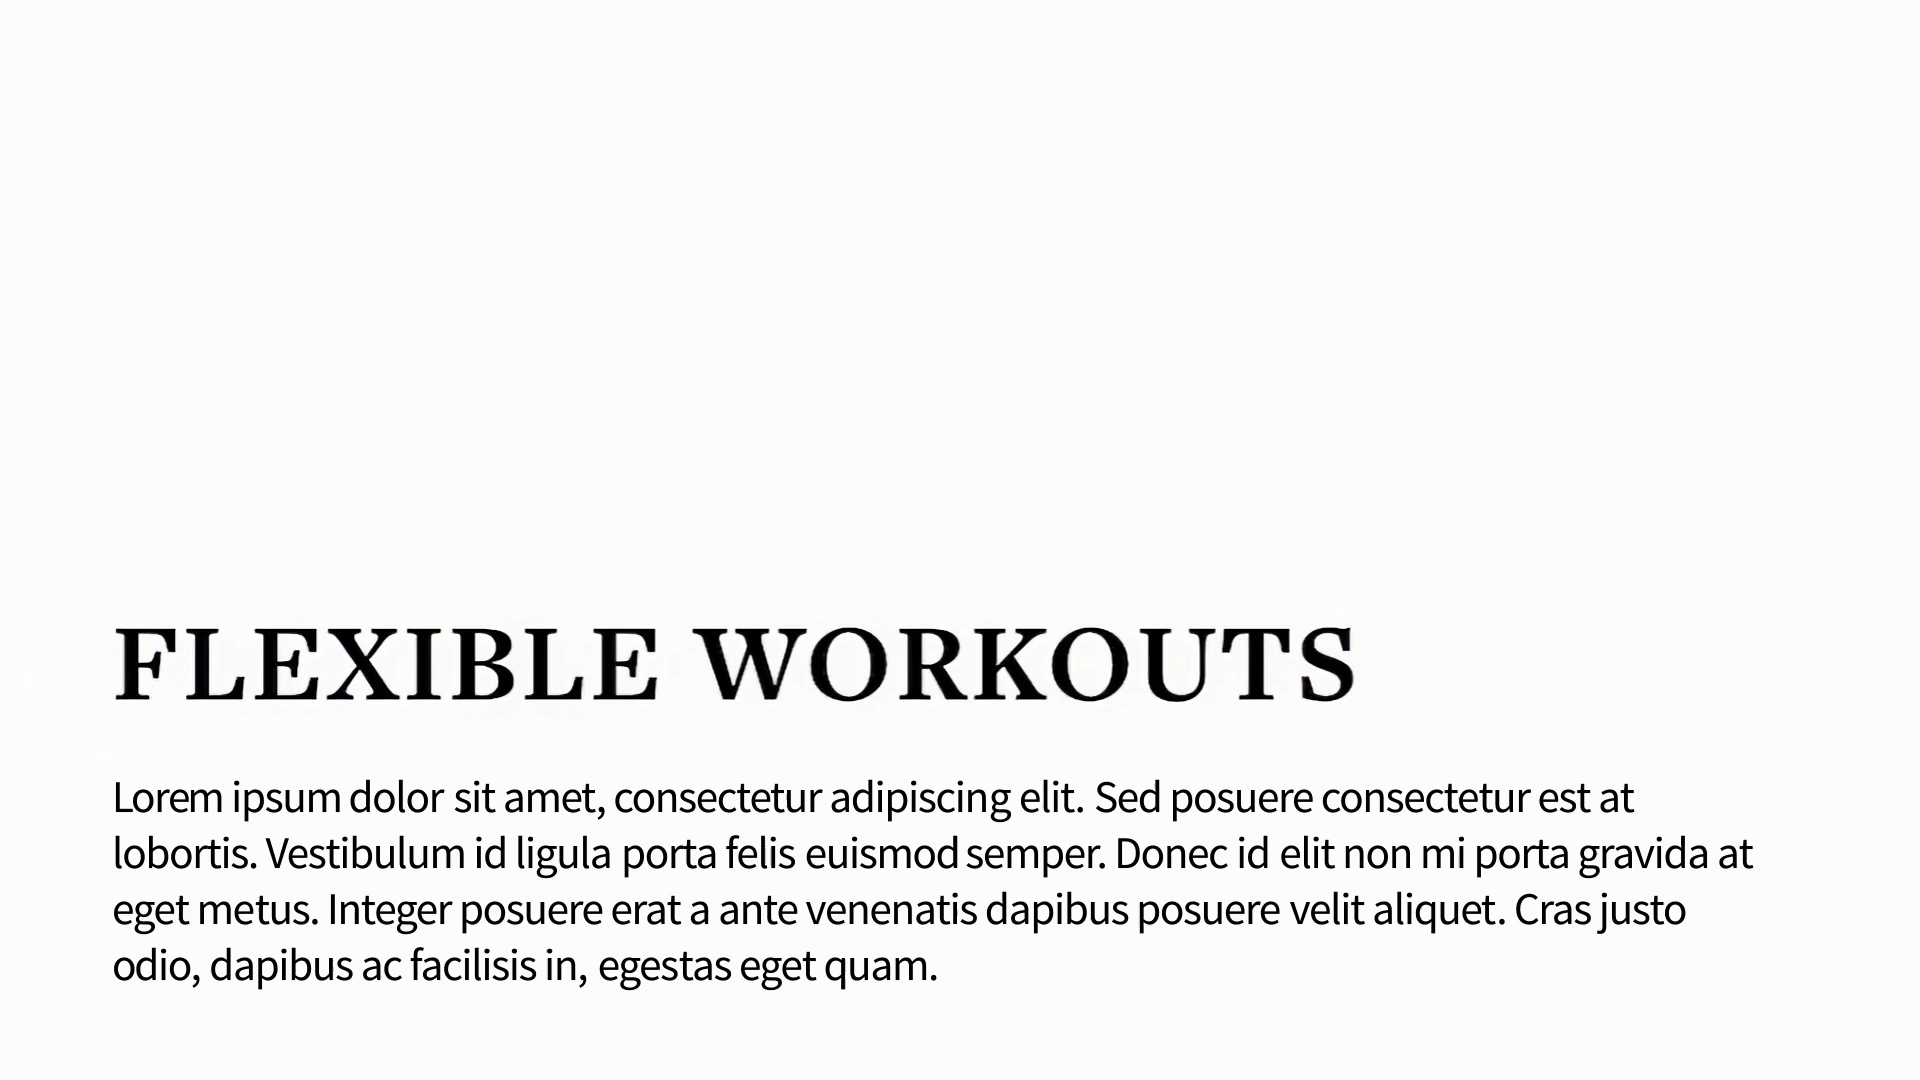 FLEXIBLE WORKOUTS
Lorem ipsum dolor sit amet, consectetur adipiscing elit. Sed posuere consectetur est at
lobortis. Vestibulum id ligula porta felis euismod semper. Donec id elit non mi porta gravida at
eget metus. Integer posuere erat a ante venenatis dapibus posuere velit aliquet. Cras justo
odio, dapibus ac facilisis in, egestas eget quam.